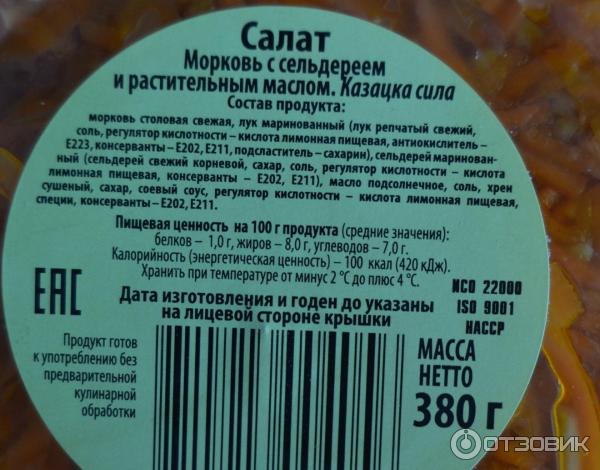 Салат
Морковь с сельдереем
и растительным маслом. Казацка сила
Состав продукта:
морковь столовая свежая, лук маринованный (лук репчатый свежий,
соль, регулятор кислотности – кислота лимонная пищевая, антиокислитель –
Е223, консерванты – Е202, Е211, подсластитель – сахарин), сельдерей маринован-
ный (сельдерей свежий корневой, сахар, соль, регулятор кислотности – кислота
лимонная пищевая, консерванты – Е202, Е211), масло подсолнечное, соль, хрен
сушеный, сахар, соевый соус, регулятор кислотности – кислота лимонная пищевая,
специи, консерванты – Е202, Е211.
Пищевая ценность на 100 г продукта (средние значения):
белков – 1,0 г, жиров – 8,0 г, углеводов – 7,0 г.
Калорийность (энергетическая ценность) – 100 ккал (420 кДж).
Хранить при температуре от минус 2 °С до плюс 4 °С.
ЕАС
Дата изготовления и годен до указаны
на лицевой стороне крышки
ИСО 22000
ISO 9001
HACCP
Продукт готов
к употреблению без
предварительной
кулинарной
обработки
МАССА
НЕТТО
380 г
ОТЗОВИК